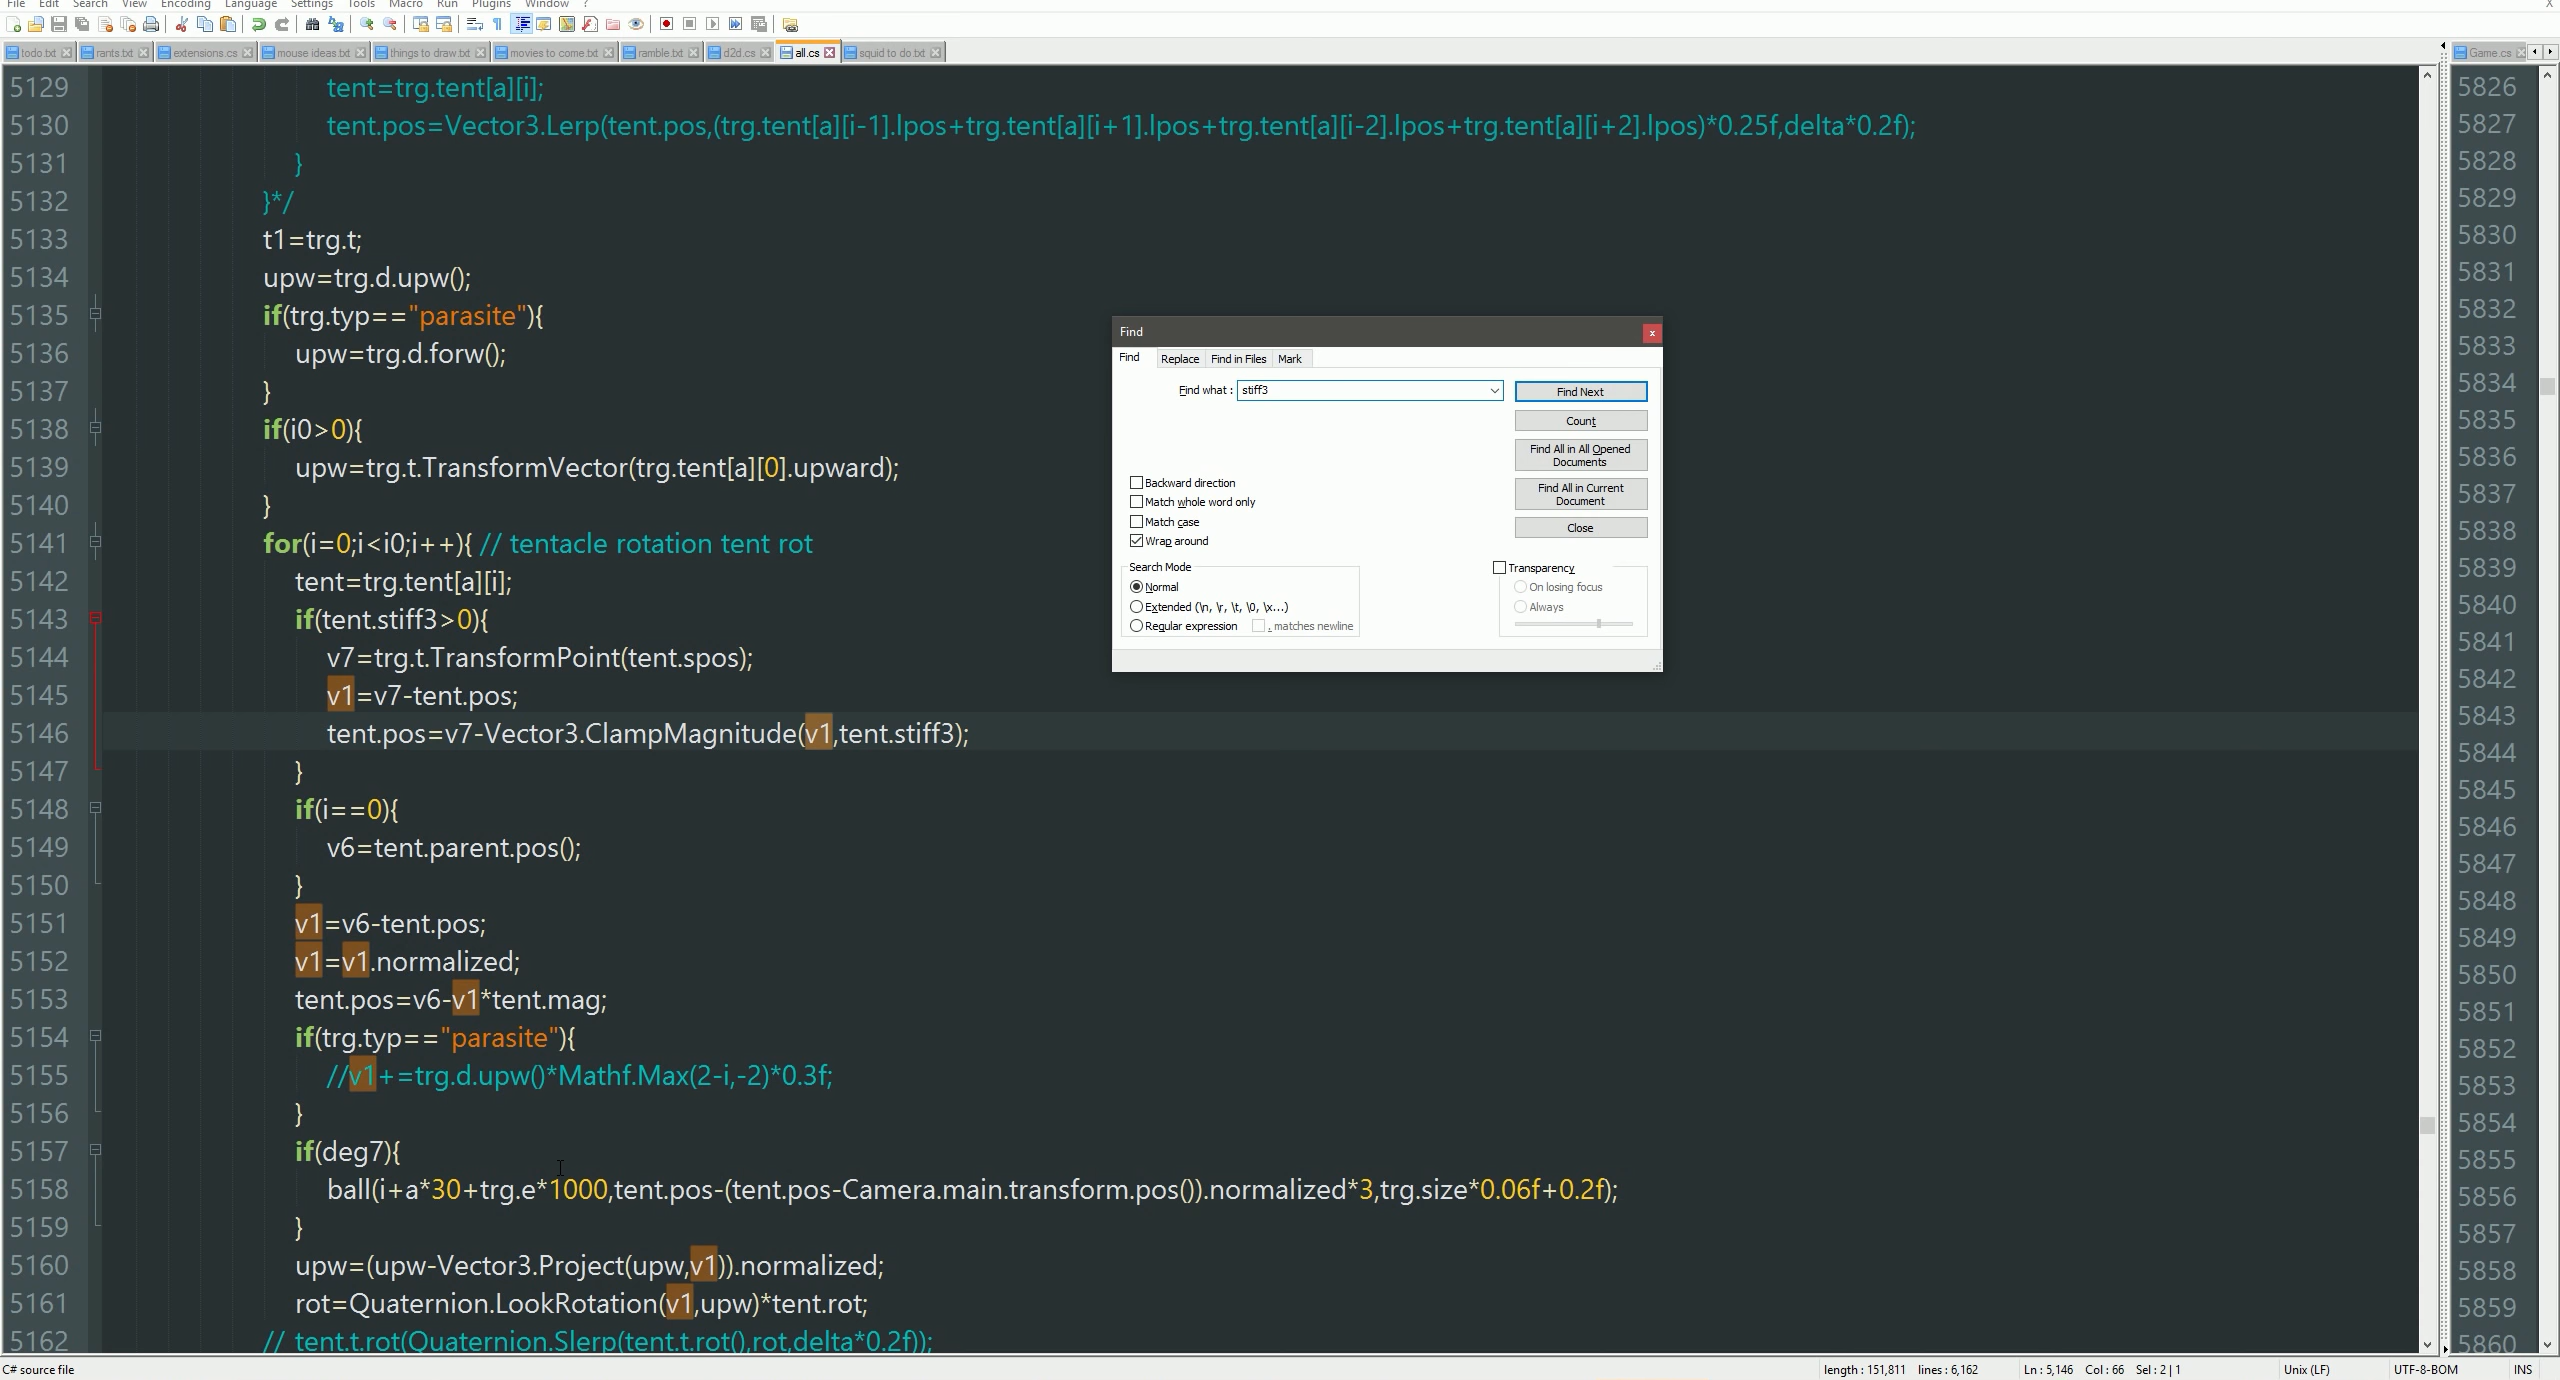 File Edit Search View Encoding Language Settings Tools Macro Run Plugins Window ? X
todo.txt rants.txt extensions.cs mouse ideas.txt things to draw.txt movies to come.txt ramble.txt d2d.cs all.cs squid to do.txt Game.cs
5129 tent=trg.tent[a][i];
5130 tent.pos=Vector3.Lerp(tent.pos,(trg.tent[a][i-1].lpos+trg.tent[a][i+1].lpos+trg.tent[a][i-2].lpos+trg.tent[a][i+2].lpos)*0.25f,delta*0.2f);
5131 }
5132 }*/
5133 t1=trg.t;
5134 upw=trg.d.upw();
5135 if(trg.typ=="parasite"){
5136 upw=trg.d.forw();
5137 }
5138 if(i0>0){
5139 upw=trg.t.TransformVector(trg.tent[a][0].upward);
5140 }
5141 for(i=0;i<i0;i++){ // tentacle rotation tent rot
5142 tent=trg.tent[a][i];
5143 if(tent.stiff3>0){
5144 v7=trg.t.TransformPoint(tent.spos);
5145 v1=v7-tent.pos;
5146 tent.pos=v7-Vector3.ClampMagnitude(v1,tent.stiff3);
5147 }
5148 if(i==0){
5149 v6=tent.parent.pos();
5150 }
5151 v1=v6-tent.pos;
5152 v1=v1.normalized;
5153 tent.pos=v6-v1*tent.mag;
5154 if(trg.typ=="parasite"){
5155 //v1+=trg.d.upw()*Mathf.Max(2-i,-2)*0.3f;
5156 }
5157 if(deg7){
5158 ball(i+a*30+trg.e*1000,tent.pos-(tent.pos-Camera.main.transform.pos()).normalized*3,trg.size*0.06f+0.2f);
5159 }
5160 upw=(upw-Vector3.Project(upw,v1)).normalized;
5161 rot=Quaternion.LookRotation(v1,upw)*tent.rot;
5162 // tent.t.rot(Quaternion.Slerp(tent.t.rot(),rot,delta*0.2f));
Find x
Find Replace Find in Files Mark
Find what : stiff3
Find Next
Count
Find All in All Opened
Documents
Find All in Current
Document
Close
Backward direction
Match whole word only
Match case
Wrap around
Search Mode
Normal
Extended (\n, \r, \t, \0, \x...)
Regular expression . matches newline
Transparency
On losing focus
Always
5826
5827
5828
5829
5830
5831
5832
5833
5834
5835
5836
5837
5838
5839
5840
5841
5842
5843
5844
5845
5846
5847
5848
5849
5850
5851
5852
5853
5854
5855
5856
5857
5858
5859
5860
C# source file length : 151,811 lines : 6,162 Ln : 5,146 Col : 66 Sel : 2 | 1 Unix (LF) UTF-8-BOM INS